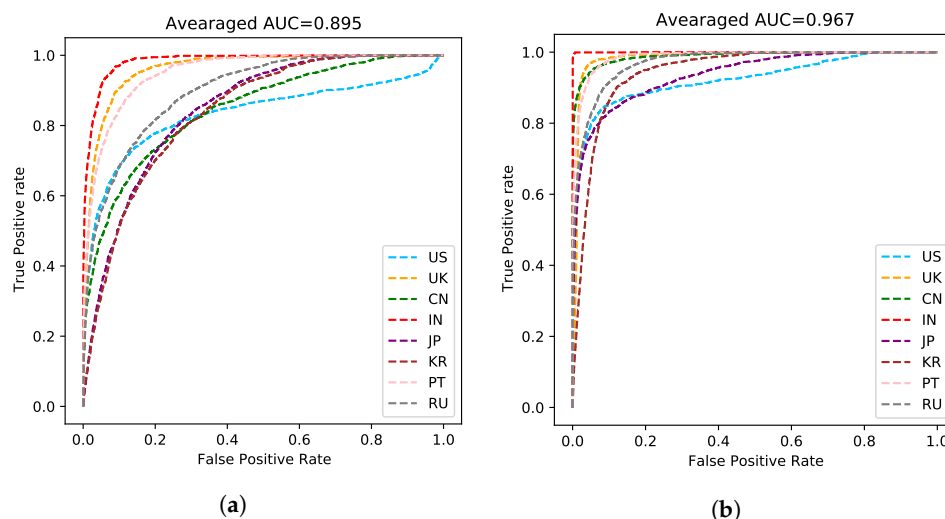 Avearaged AUC=0.895
1.0
0.8
0.6
0.4
0.2
0.0
True Positive rate
0.0 0.2 0.4 0.6 0.8 1.0
False Positive Rate
US
UK
CN
IN
JP
KR
PT
RU
(a)
Avearaged AUC=0.967
1.0
0.8
0.6
0.4
0.2
0.0
True Positive rate
0.0 0.2 0.4 0.6 0.8 1.0
False Positive Rate
US
UK
CN
IN
JP
KR
PT
RU
(b)